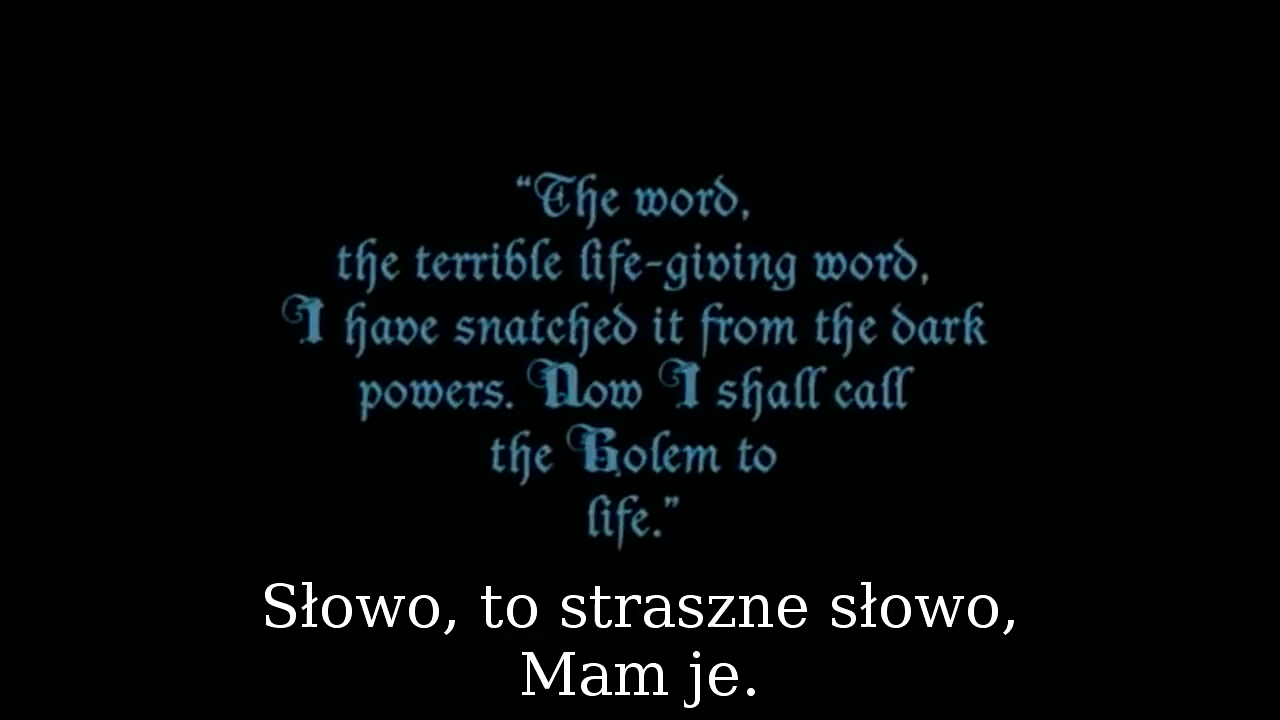 “The word,
the terrible life-giving word,
I have snatched it from the dark
powers. Now I shall call
the Golem to
life.”
Słowo, to straszne słowo,
Mam je.